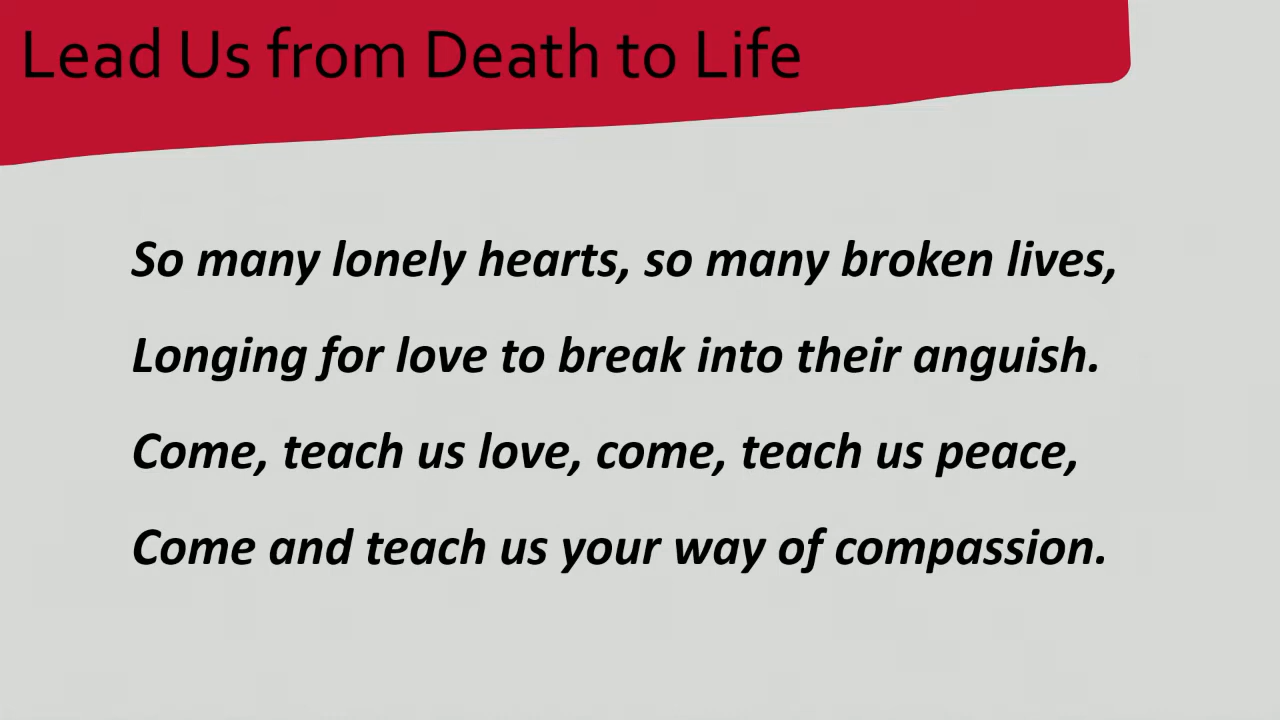 Lead Us from Death to Life
So many lonely hearts, so many broken lives,
Longing for love to break into their anguish.
Come, teach us love, come, teach us peace,
Come and teach us your way of compassion.